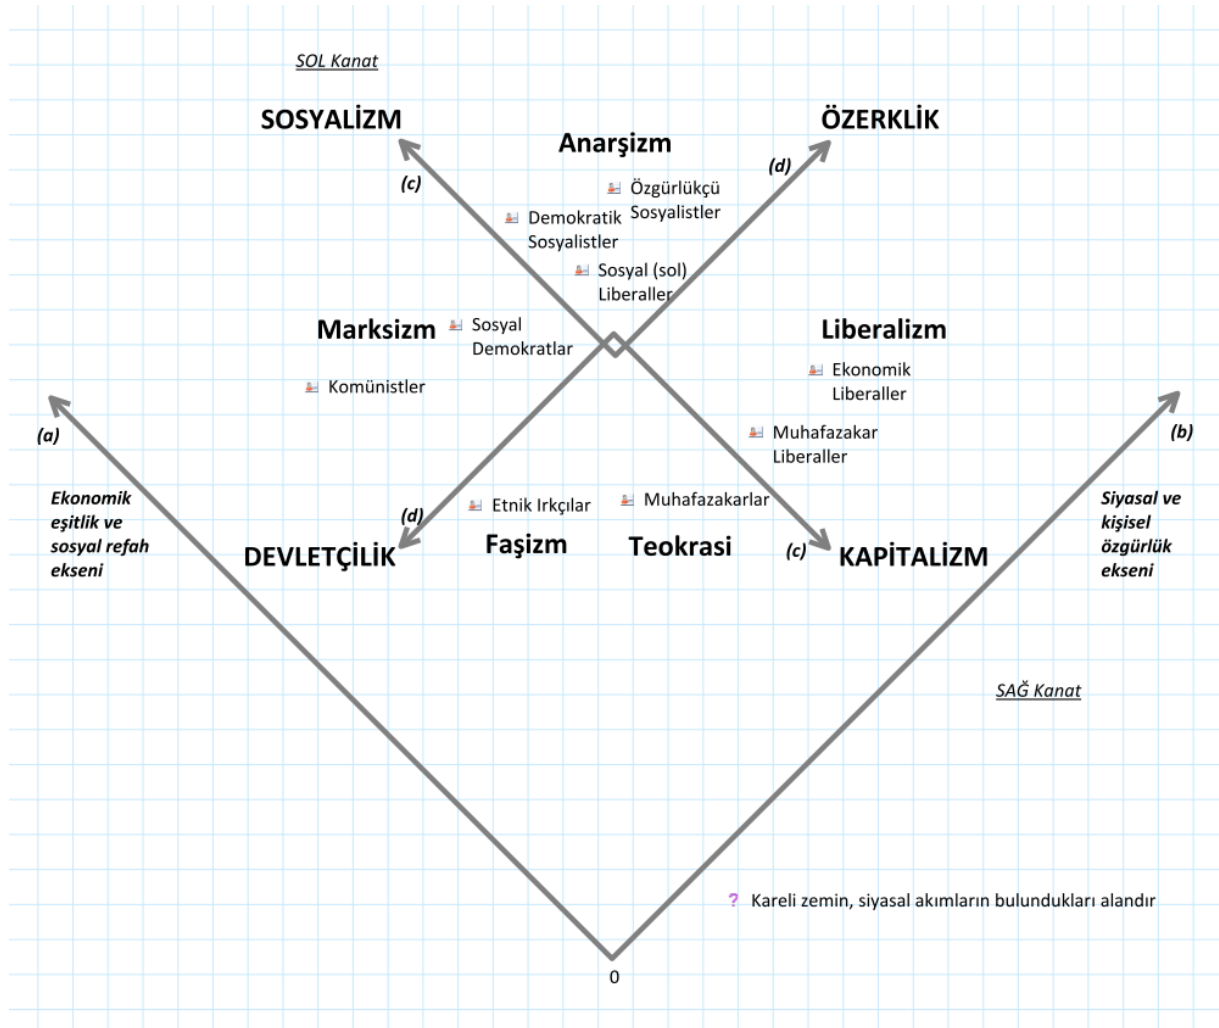 SOL Kanat
SOSYALİZM
ÖZERKLİK
Anarşizm
(c)
(d)
Özgürlükçü
Sosyalistler
Demokratik
Sosyalistler
Sosyal (sol)
Liberaller
Marksizm
Sosyal
Demokratlar
Liberalizm
Ekonomik
Liberaller
Komünistler
(a)
(b)
Muhafazakar
Liberaller
Ekonomik
eşitlik ve
sosyal refah
ekseni
Siyasal ve
kişisel
özgürlük
ekseni
(d)
Etnik Irkçılar
Muhafazakarlar
DEVLETÇİLİK
Faşizm
Teokrasi
(c)
KAPİTALİZM
SAĞ Kanat
? Kareli zemin, siyasal akımların bulundukları alandır
0